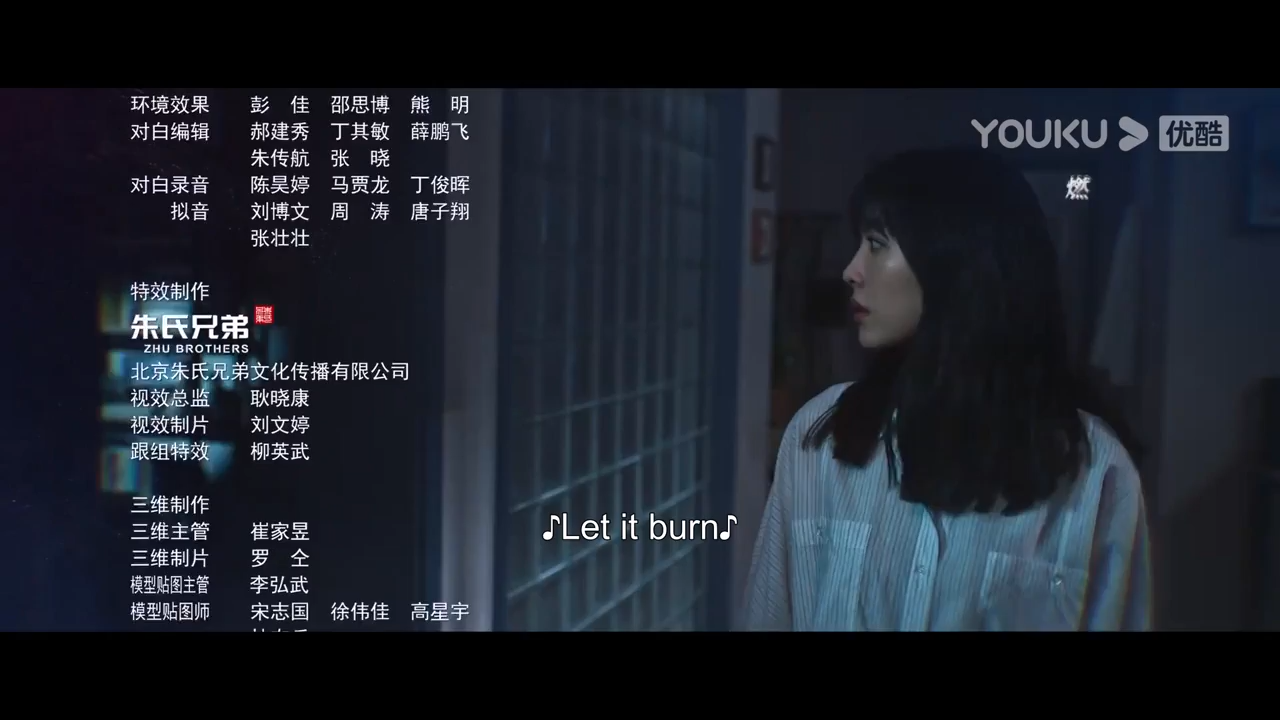 环境效果 彭 佳 邵思博 熊 明
对白编辑 郝建秀 丁其敏 薛鹏飞
朱传航 张 晓
对白录音 陈昊婷 马贾龙 丁俊晖
拟音 刘博文 周 涛 唐子翔
张壮壮
特效制作
朱氏兄弟
ZHU BROTHERS
北京朱氏兄弟文化传播有限公司
视效总监 耿晓康
视效制片 刘文婷
跟组特效 柳英武
三维制作
三维主管 崔家昱
三维制片 罗 仝
模型贴图主管 李弘武
模型贴图师 宋志国 徐伟佳 高星宇
YOUKU 优酷
燃
♪Let it burn♪